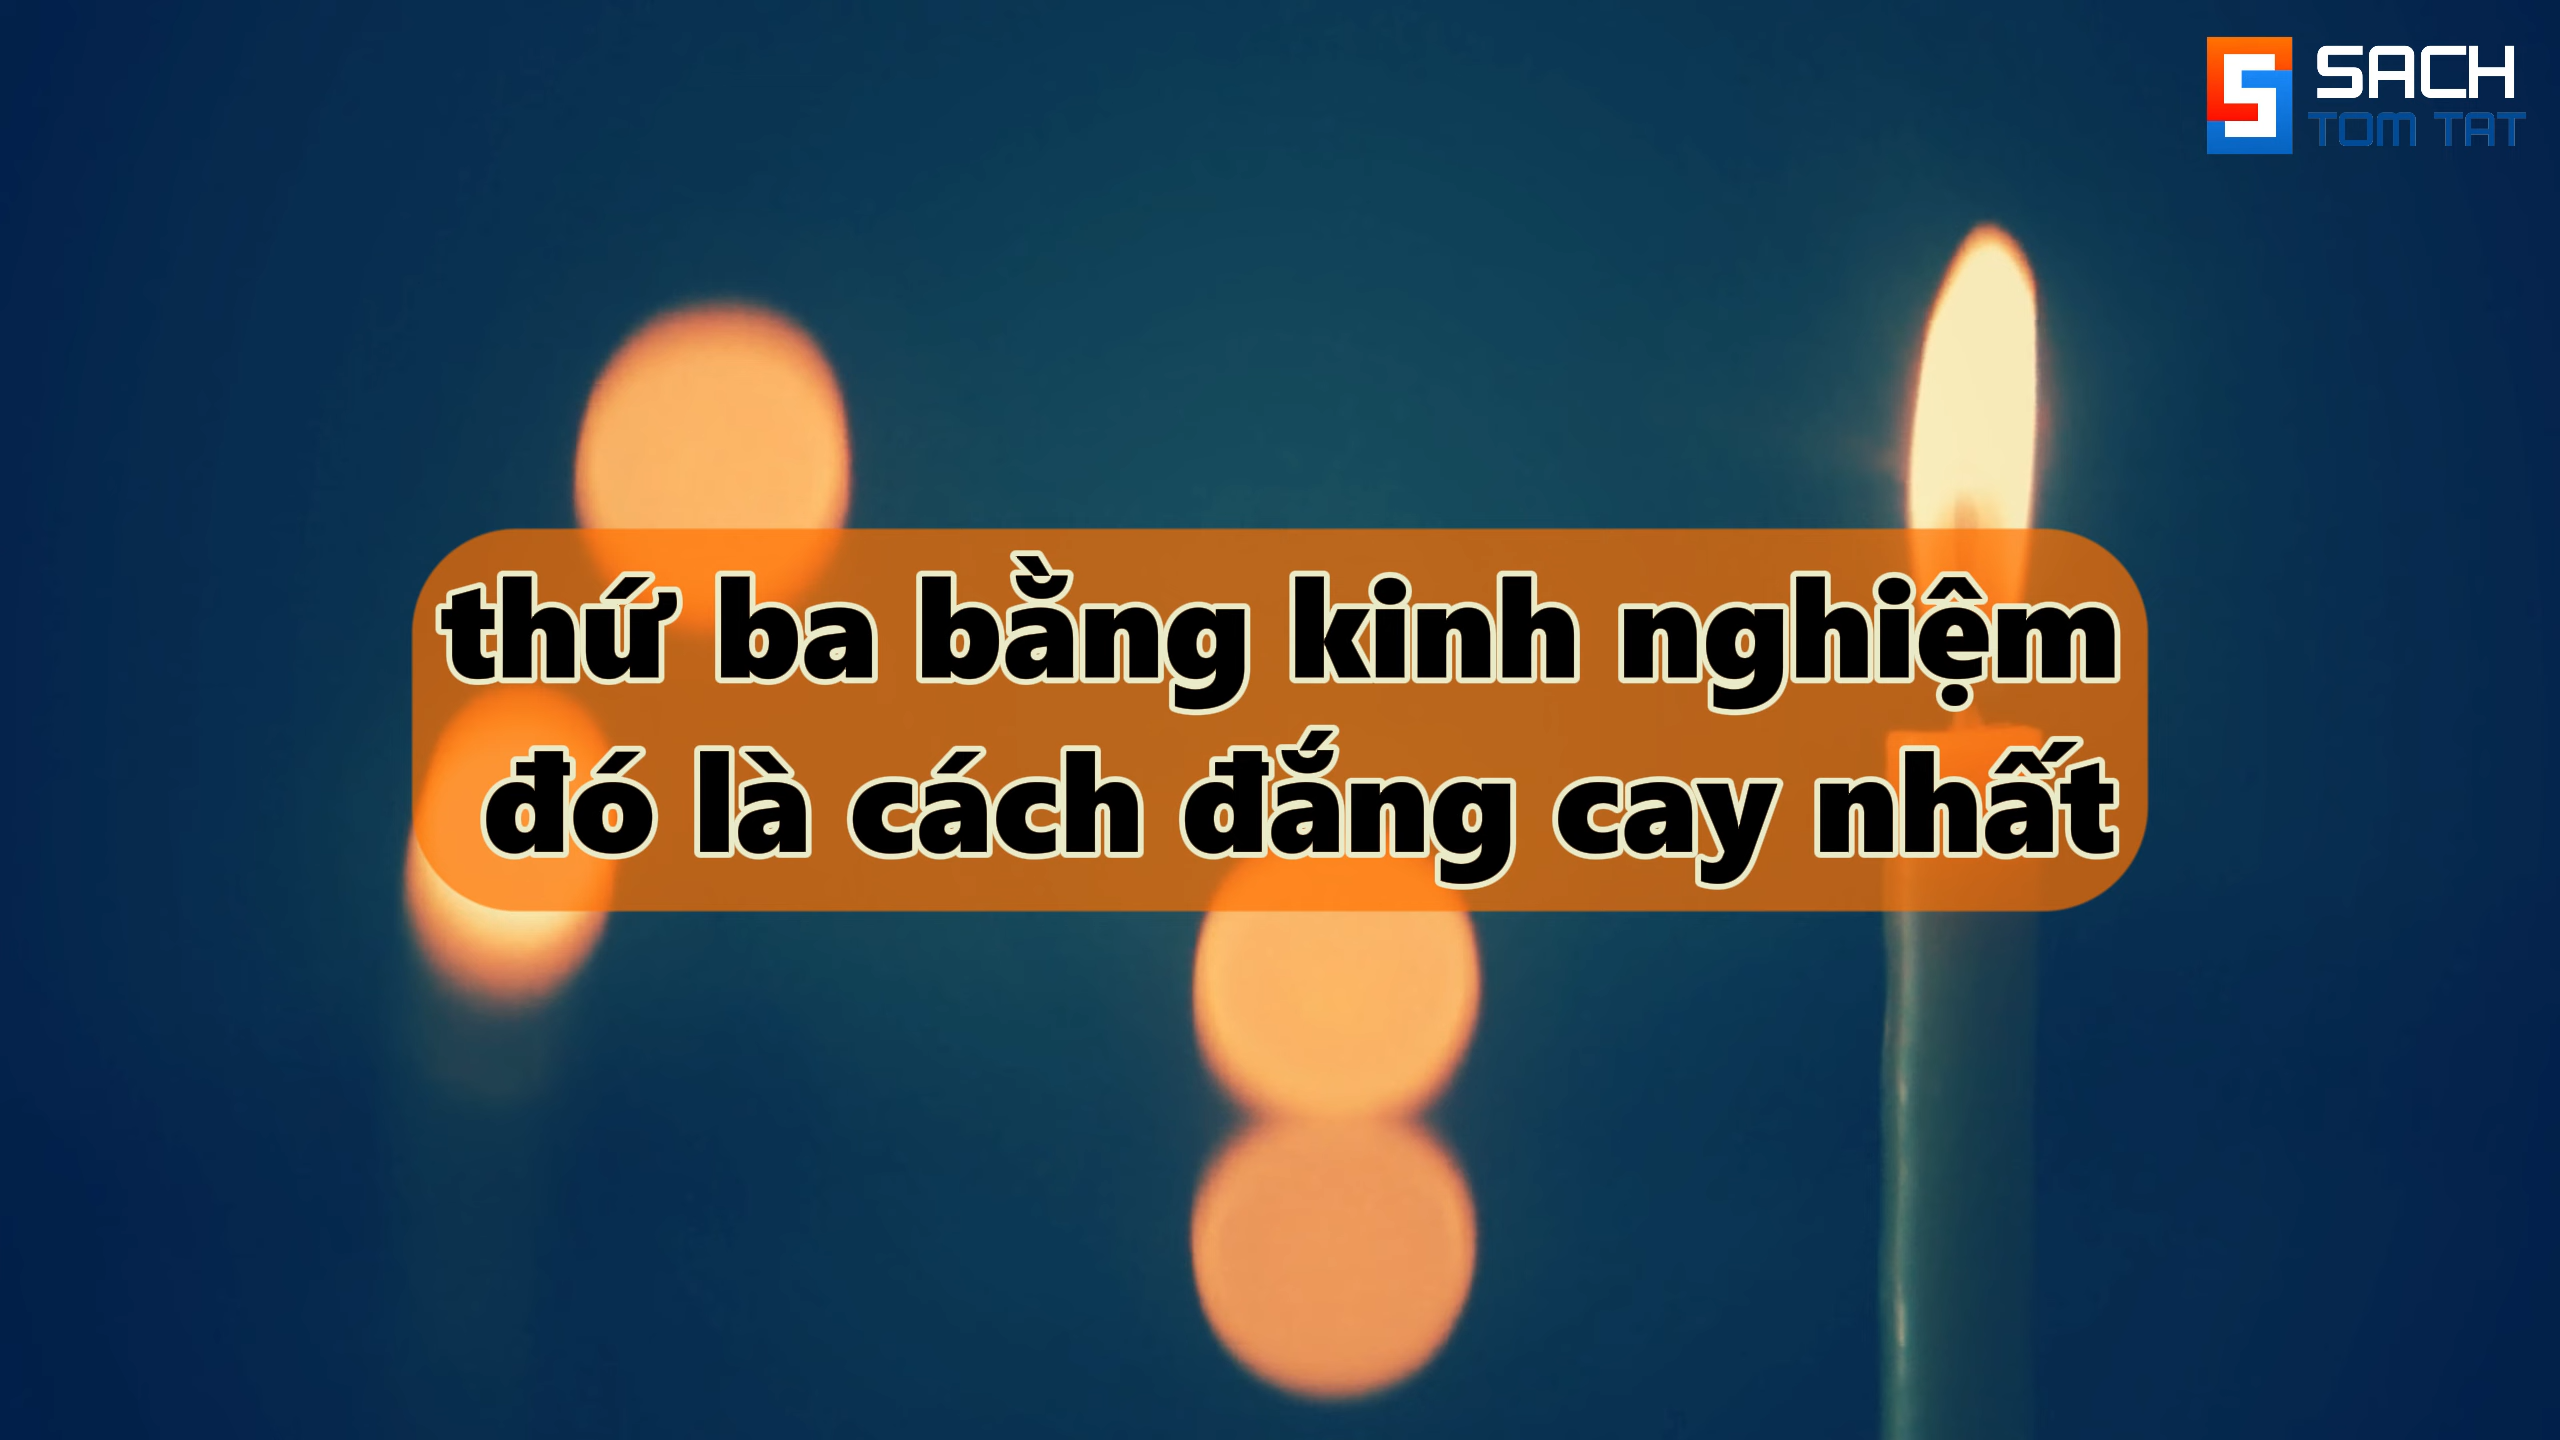 SACH
TOM TAT
thứ ba bằng kinh nghiệm
đó là cách đắng cay nhất